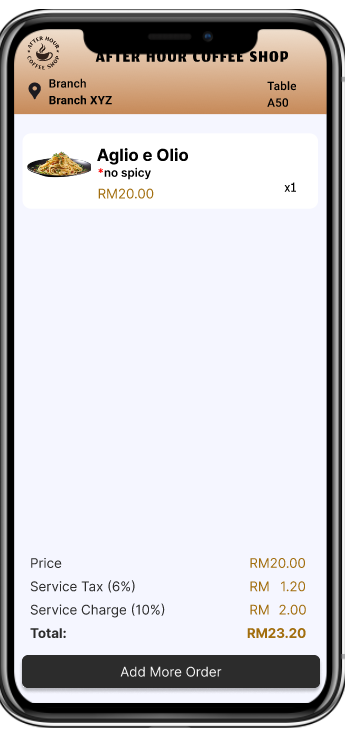 AFTER HOUR
COFFEE SHOP
AFTER HOUR COFFEE SHOP
Branch
Branch XYZ
Table
A50
Aglio e Olio
*no spicy
RM20.00
x1
Price RM20.00
Service Tax (6%) RM 1.20
Service Charge (10%) RM 2.00
Total: RM23.20
Add More Order